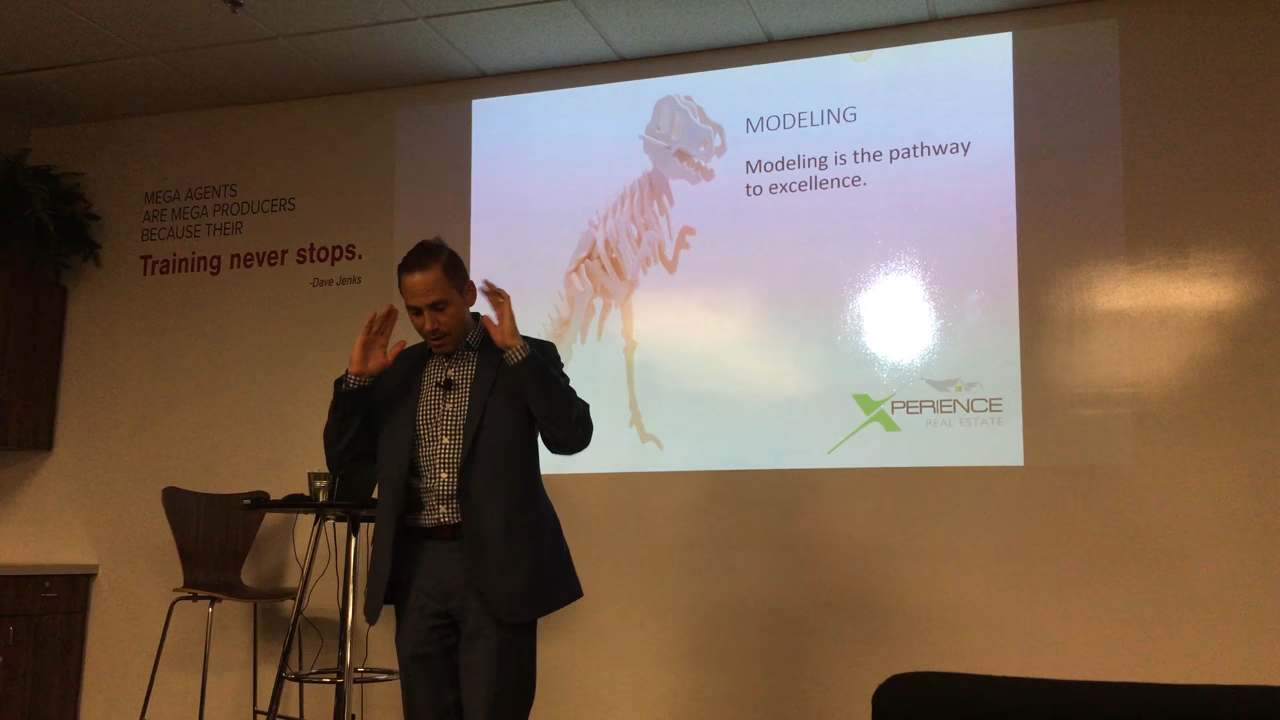 MEGA AGENTS
ARE MEGA PRODUCERS
BECAUSE THEIR
Training never stops.
-Dave Jenks
MODELING
Modeling is the pathway
to excellence.
XPERIENCE
REAL ESTATE